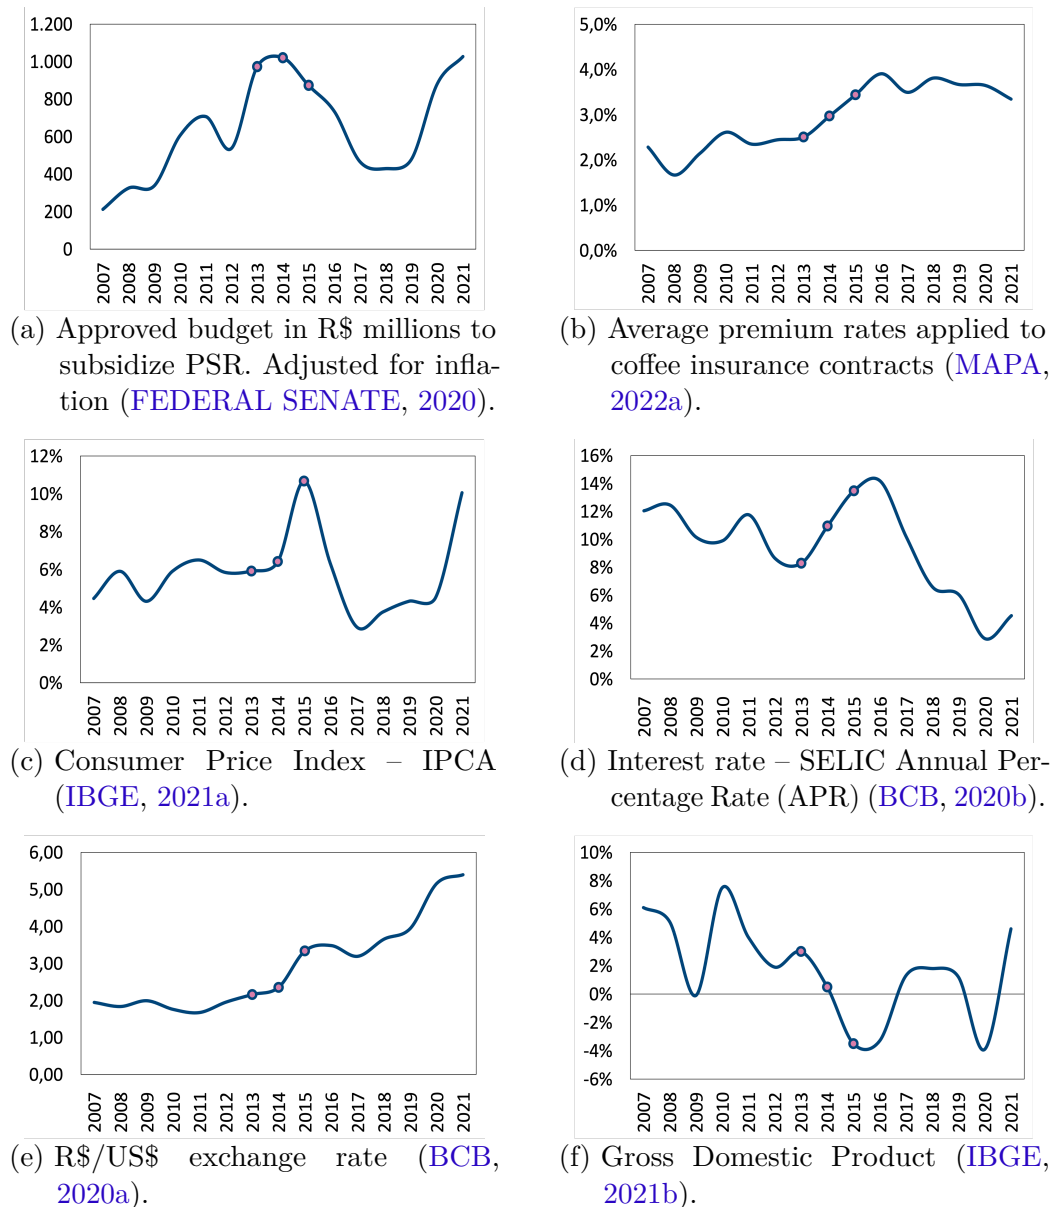 1.200
1.000
800
600
400
200
0
2007 2008 2009 2010 2011 2012 2013 2014 2015 2016 2017 2018 2019 2020 2021
(a) Approved budget in R$ millions to
subsidize PSR. Adjusted for infla-
tion (FEDERAL SENATE, 2020).
5,0%
4,0%
3,0%
2,0%
1,0%
0,0%
2007 2008 2009 2010 2011 2012 2013 2014 2015 2016 2017 2018 2019 2020 2021
(b) Average premium rates applied to
coffee insurance contracts (MAPA,
2022a).
12%
10%
8%
6%
4%
2%
0%
2007 2008 2009 2010 2011 2012 2013 2014 2015 2016 2017 2018 2019 2020 2021
(c) Consumer Price Index – IPCA
(IBGE, 2021a).
16%
14%
12%
10%
8%
6%
4%
2%
0%
2007 2008 2009 2010 2011 2012 2013 2014 2015 2016 2017 2018 2019 2020 2021
(d) Interest rate – SELIC Annual Per-
centage Rate (APR) (BCB, 2020b).
6,00
5,00
4,00
3,00
2,00
1,00
0,00
2007 2008 2009 2010 2011 2012 2013 2014 2015 2016 2017 2018 2019 2020 2021
(e) R$/US$ exchange rate (BCB,
2020a).
10%
8%
6%
4%
2%
0%
-2%
-4%
-6%
2007 2008 2009 2010 2011 2012 2013 2014 2015 2016 2017 2018 2019 2020 2021
(f) Gross Domestic Product (IBGE,
2021b).